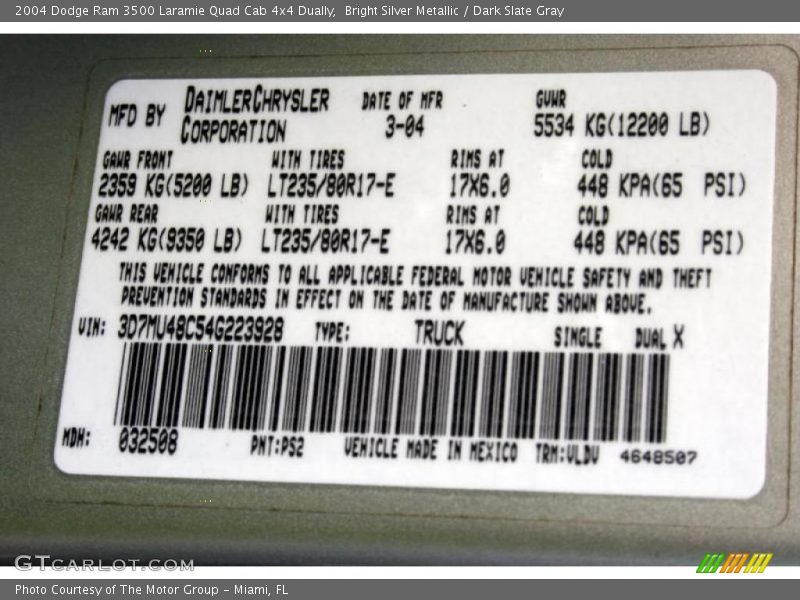 2004 Dodge Ram 3500 Laramie Quad Cab 4x4 Dually,  Bright Silver Metallic / Dark Slate Gray
MFD BY DAIMLERCHRYSLER CORPORATION DATE OF MFR 3-04 GVWR 5534 KG(12200 LB)
GAWR FRONT WITH TIRES RIMS AT COLD
2359 KG(5200 LB) LT235/80R17-E 17X6.0 448 KPA(65 PSI)
GAWR REAR WITH TIRES RIMS AT COLD
4242 KG(9350 LB) LT235/80R17-E 17X6.0 448 KPA(65 PSI)
THIS VEHICLE CONFORMS TO ALL APPLICABLE FEDERAL MOTOR VEHICLE SAFETY AND THEFT
PREVENTION STANDARDS IN EFFECT ON THE DATE OF MANUFACTURE SHOWN ABOVE.
VIN: 3D7MU48C54G223928 TYPE: TRUCK SINGLE DUAL X
MDH: 032508 PNT:PS2 VEHICLE MADE IN MEXICO TRM:VLDV 4648507
GTCARLOT.COM
Photo Courtesy of The Motor Group - Miami, FL